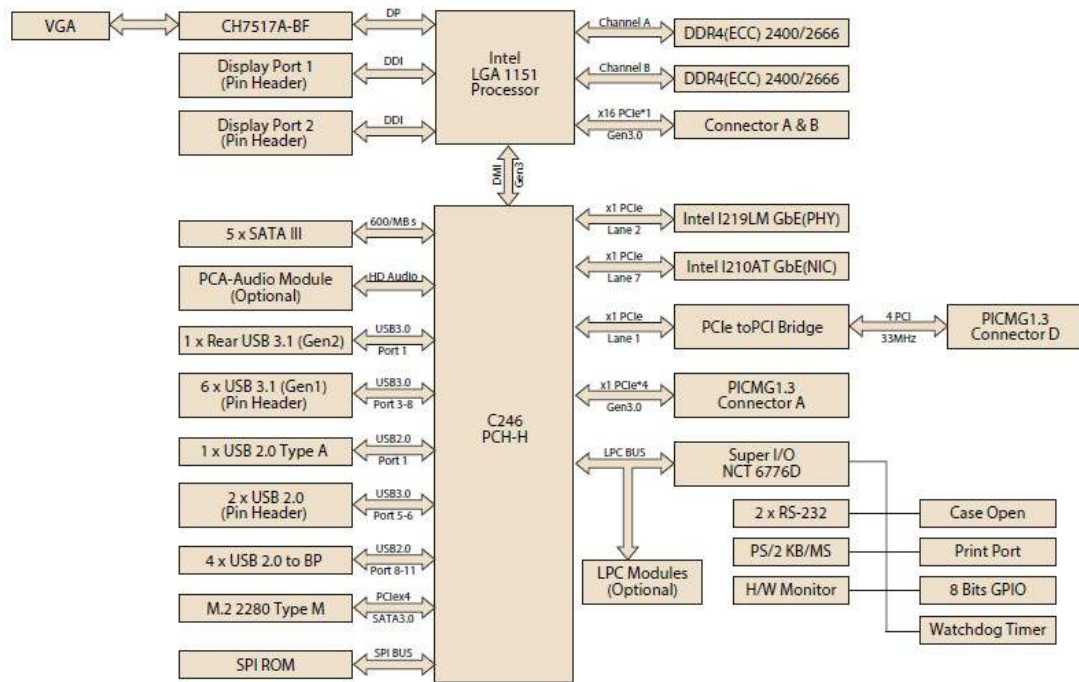 VGA
CH7517A-BF
DP
Intel
LGA 1151
Processor
Channel A
DDR4(ECC) 2400/2666
Display Port 1
(Pin Header)
DDI
Channel B
DDR4(ECC) 2400/2666
Display Port 2
(Pin Header)
DDI
x16 PCIe*1
Gen3.0
Connector A & B
DMI
Gen3
C246
PCH-H
5 x SATA III
600/MB s
x1 PCIe
Lane 2
Intel I219LM GbE(PHY)
PCA-Audio Module
(Optional)
HD Audio
x1 PCIe
Lane 7
Intel I210AT GbE(NIC)
1 x Rear USB 3.1 (Gen2)
USB3.0
Port 1
x1 PCIe
Lane 1
PCIe toPCI Bridge
4 PCI
33MHz
PICMG1.3
Connector D
6 x USB 3.1 (Gen1)
(Pin Header)
USB3.0
Port 3-8
x1 PCIe*4
Gen3.0
PICMG1.3
Connector A
1 x USB 2.0 Type A
USB2.0
Port 1
LPC BUS
Super I/O
NCT 6776D
2 x USB 2.0
(Pin Header)
USB3.0
Port 5-6
2 x RS-232
Case Open
4 x USB 2.0 to BP
USB2.0
Port 8-11
LPC Modules
(Optional)
PS/2 KB/MS
Print Port
M.2 2280 Type M
PCIex4
SATA3.0
H/W Monitor
8 Bits GPIO
Watchdog Timer
SPI ROM
SPI BUS